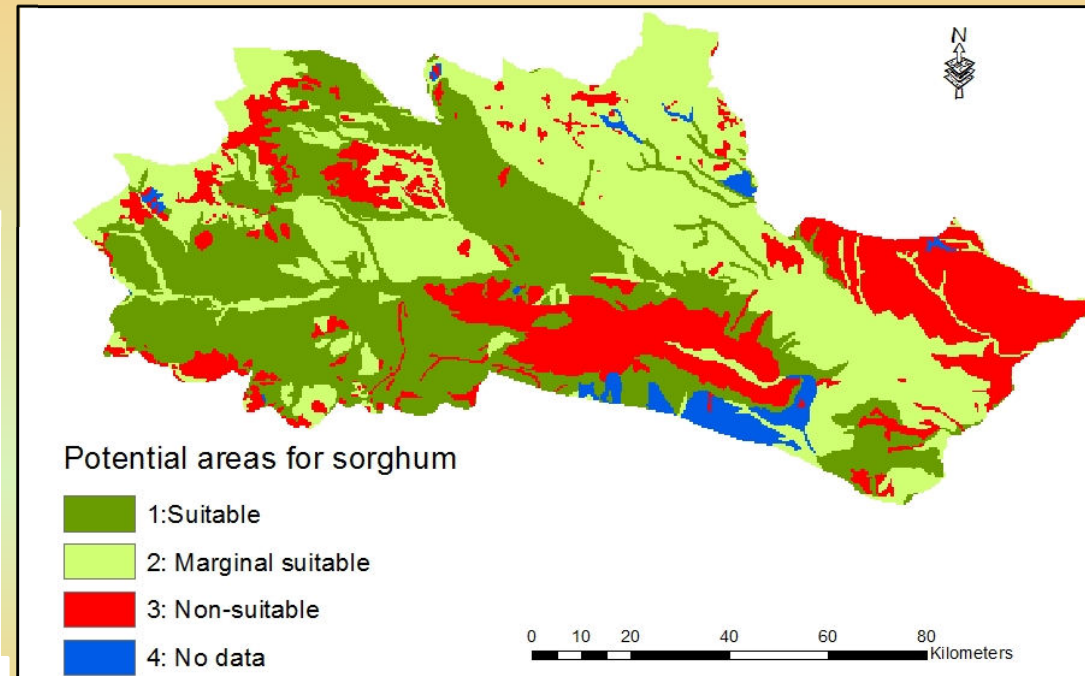 N
Potential areas for sorghum
1:Suitable
2: Marginal suitable
3: Non-suitable
4: No data
0 10 20 40 60 80
Kilometers